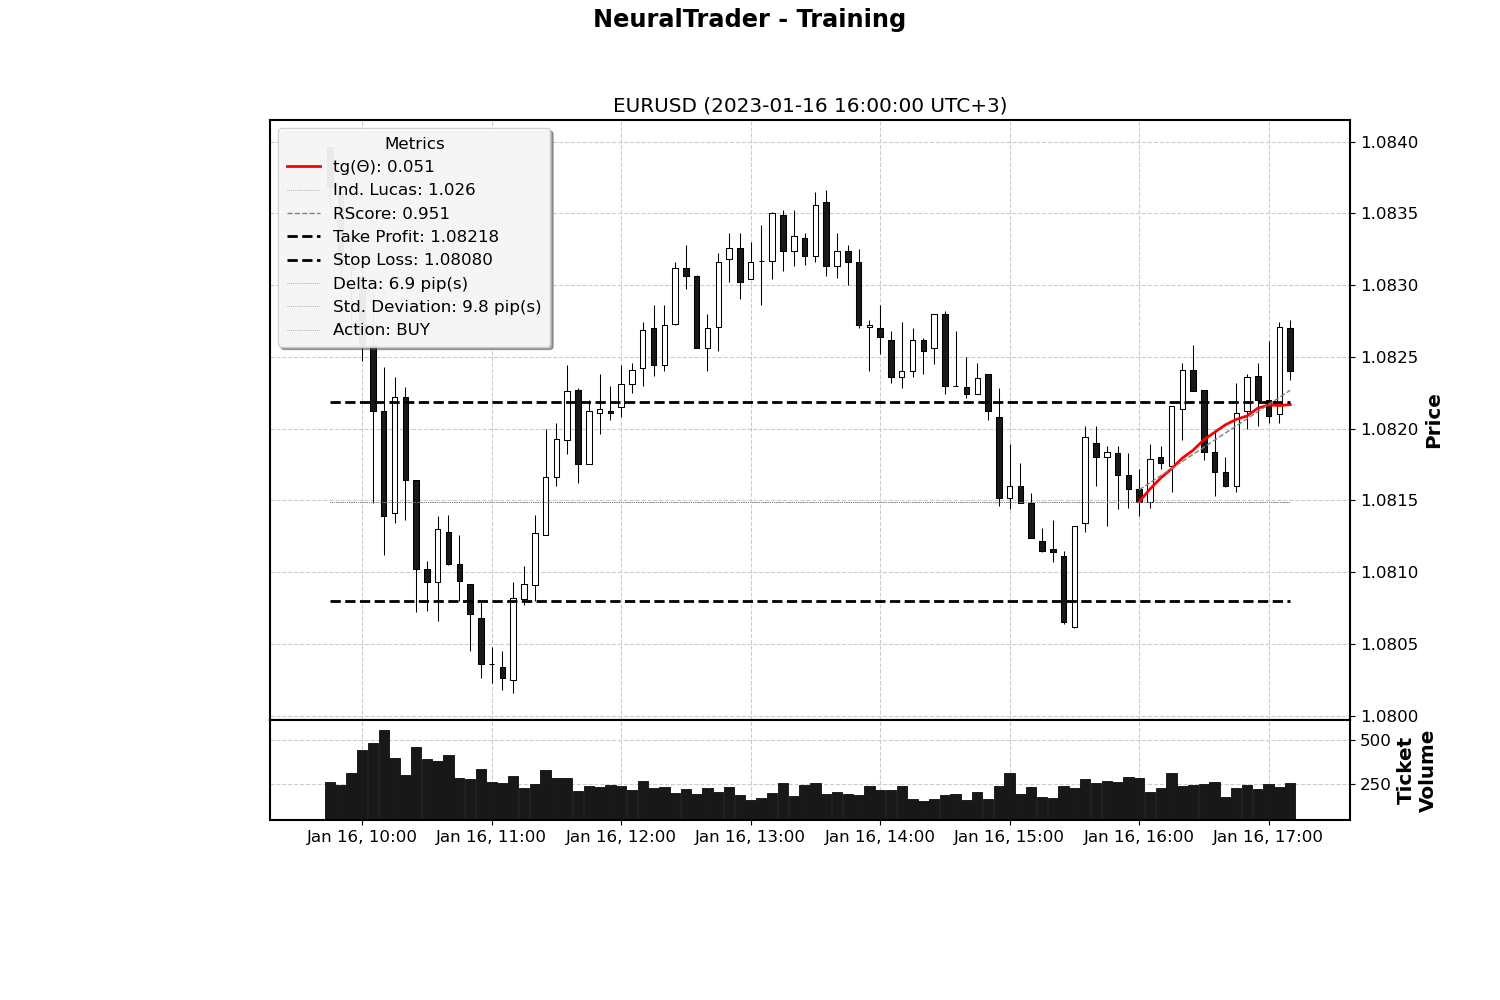 NeuralTrader - Training
EURUSD (2023-01-16 16:00:00 UTC+3)
Metrics
tg(Θ): 0.051
Ind. Lucas: 1.026
RScore: 0.951
Take Profit: 1.08218
Stop Loss: 1.08080
Delta: 6.9 pip(s)
Std. Deviation: 9.8 pip(s)
Action: BUY
1.0840
1.0835
1.0830
1.0825
1.0820
1.0815
1.0810
1.0805
1.0800
Price
500
250
Ticket
Volume
Jan 16, 10:00 Jan 16, 11:00 Jan 16, 12:00 Jan 16, 13:00 Jan 16, 14:00 Jan 16, 15:00 Jan 16, 16:00 Jan 16, 17:00